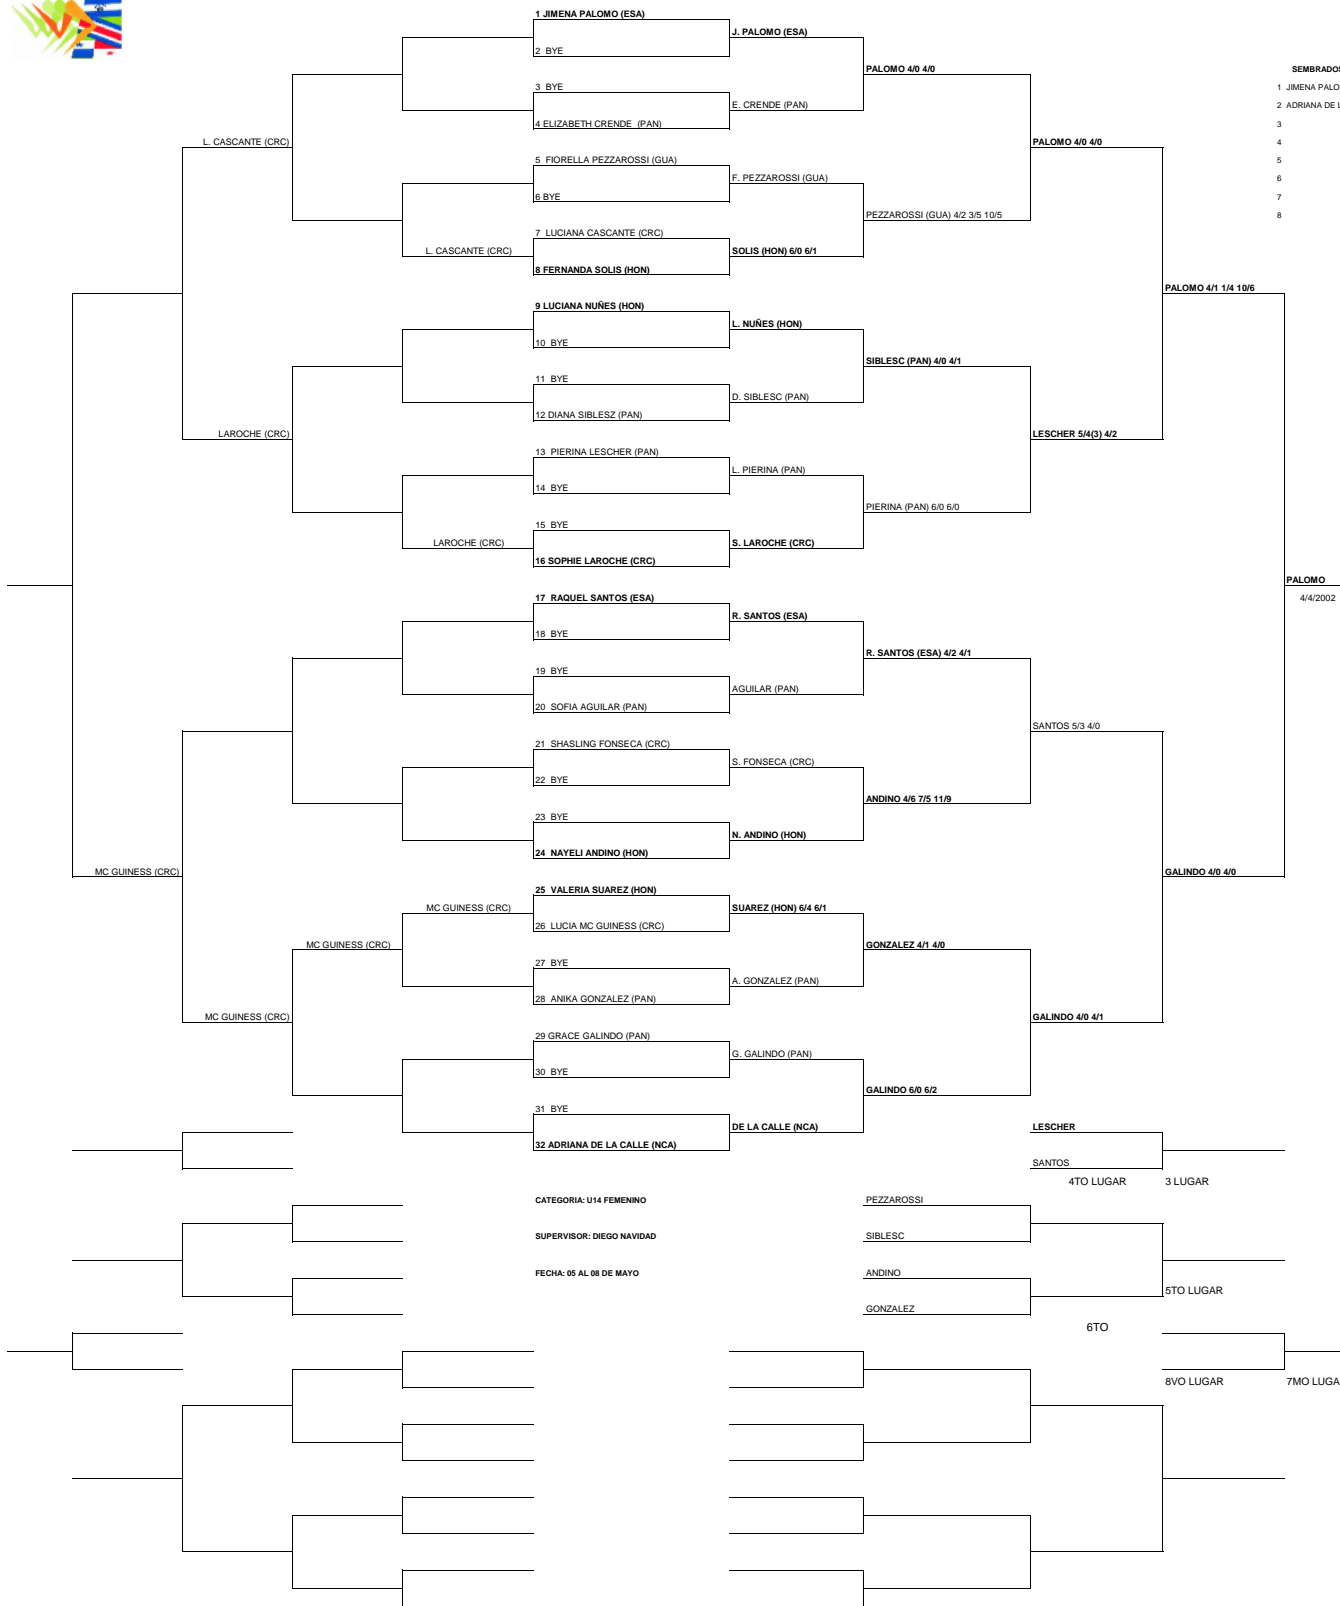 1 JIMENA PALOMO (ESA)
J. PALOMO (ESA)
2 BYE
PALOMO 4/0 4/0
SEMBRADOS
3 BYE
1 JIMENA PALO
E. CRENDE (PAN)
2 ADRIANA DE L
4 ELIZABETH CRENDE (PAN)
3
L. CASCANTE (CRC)
PALOMO 4/0 4/0
4
5 FIORELLA PEZZAROSSI (GUA)
5
F. PEZZAROSSI (GUA)
6
6 BYE
7
PEZZAROSSI (GUA) 4/2 3/5 10/5
8
7 LUCIANA CASCANTE (CRC)
L. CASCANTE (CRC)
SOLIS (HON) 6/0 6/1
8 FERNANDA SOLIS (HON)
PALOMO 4/1 1/4 10/6
9 LUCIANA NUÑES (HON)
L. NUÑES (HON)
10 BYE
SIBLESC (PAN) 4/0 4/1
11 BYE
D. SIBLESC (PAN)
12 DIANA SIBLESZ (PAN)
LAROCHE (CRC)
LESCHER 5/4(3) 4/2
13 PIERINA LESCHER (PAN)
L. PIERINA (PAN)
14 BYE
PIERINA (PAN) 6/0 6/0
15 BYE
LAROCHE (CRC)
S. LAROCHE (CRC)
16 SOPHIE LAROCHE (CRC)
PALOMO
17 RAQUEL SANTOS (ESA)
4/4/2002
R. SANTOS (ESA)
18 BYE
R. SANTOS (ESA) 4/2 4/1
19 BYE
AGUILAR (PAN)
20 SOFIA AGUILAR (PAN)
SANTOS 5/3 4/0
21 SHASLING FONSECA (CRC)
S. FONSECA (CRC)
22 BYE
ANDINO 4/6 7/5 11/9
23 BYE
N. ANDINO (HON)
24 NAYELI ANDINO (HON)
MC GUINESS (CRC)
GALINDO 4/0 4/0
25 VALERIA SUAREZ (HON)
MC GUINESS (CRC)
SUAREZ (HON) 6/4 6/1
26 LUCIA MC GUINESS (CRC)
MC GUINESS (CRC)
GONZALEZ 4/1 4/0
27 BYE
A. GONZALEZ (PAN)
28 ANIKA GONZALEZ (PAN)
MC GUINESS (CRC)
GALINDO 4/0 4/1
29 GRACE GALINDO (PAN)
G. GALINDO (PAN)
30 BYE
GALINDO 6/0 6/2
31 BYE
DE LA CALLE (NCA)
LESCHER
32 ADRIANA DE LA CALLE (NCA)
SANTOS
4TO LUGAR
3 LUGAR
CATEGORIA: U14 FEMENINO
PEZZAROSSI
SUPERVISOR: DIEGO NAVIDAD
SIBLESC
FECHA: 05 AL 08 DE MAYO
ANDINO
5TO LUGAR
GONZALEZ
6TO
8VO LUGAR
7MO LUGA